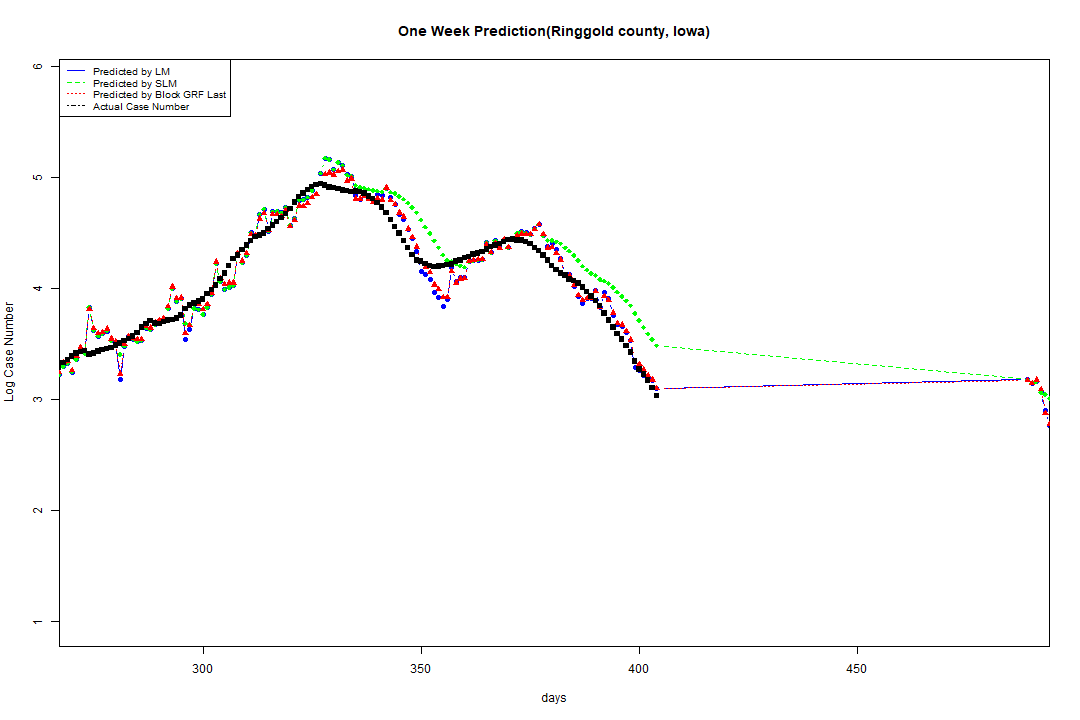 One Week Prediction(Ringgold county, Iowa)
Predicted by LM
Predicted by SLM
Predicted by Block GRF Last
Actual Case Number
6
5
4
3
2
1
Log Case Number
300
350
400
450
days